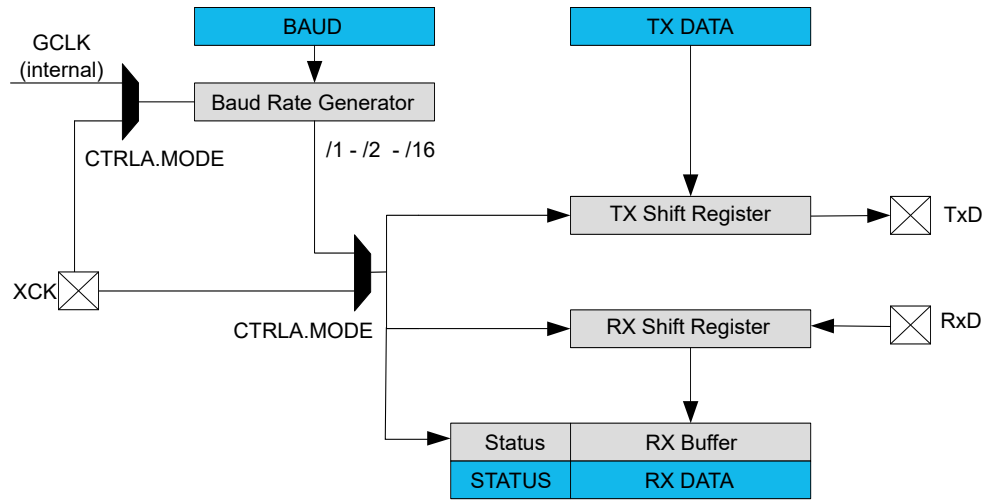 BAUD
TX DATA
GCLK
(internal)
Baud Rate Generator
CTRLA.MODE
/1 - /2 - /16
TX Shift Register
TxD
XCK
CTRLA.MODE
RX Shift Register
RxD
Status
RX Buffer
STATUS
RX DATA